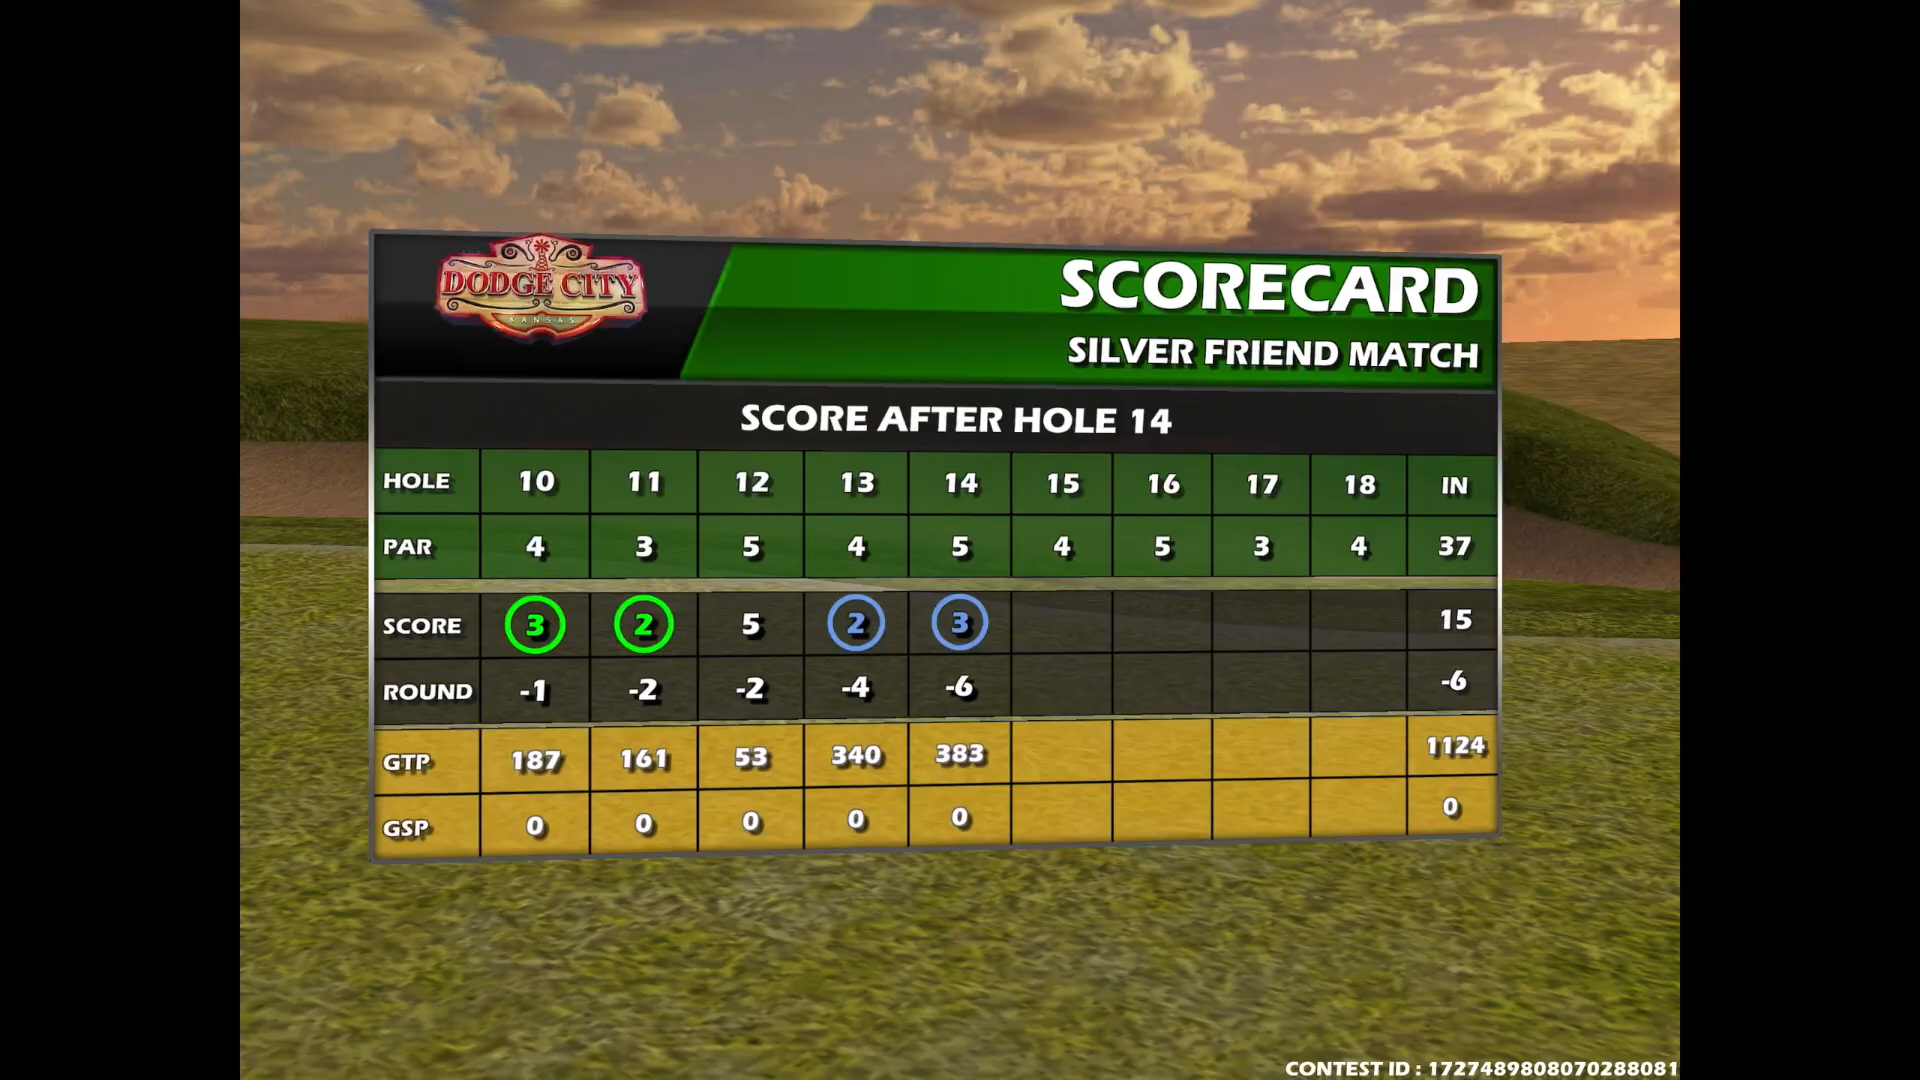 DODGE CITY
KANSAS
SCORECARD
SILVER FRIEND MATCH
SCORE AFTER HOLE 14
HOLE 10 11 12 13 14 15 16 17 18 IN
PAR 4 3 5 4 5 4 5 3 4 37
SCORE 3 2 5 2 3 15
ROUND -1 -2 -2 -4 -6 -6
GTP 187 161 53 340 383 1124
GSP 0 0 0 0 0 0
CONTEST ID : 1727489808070288081